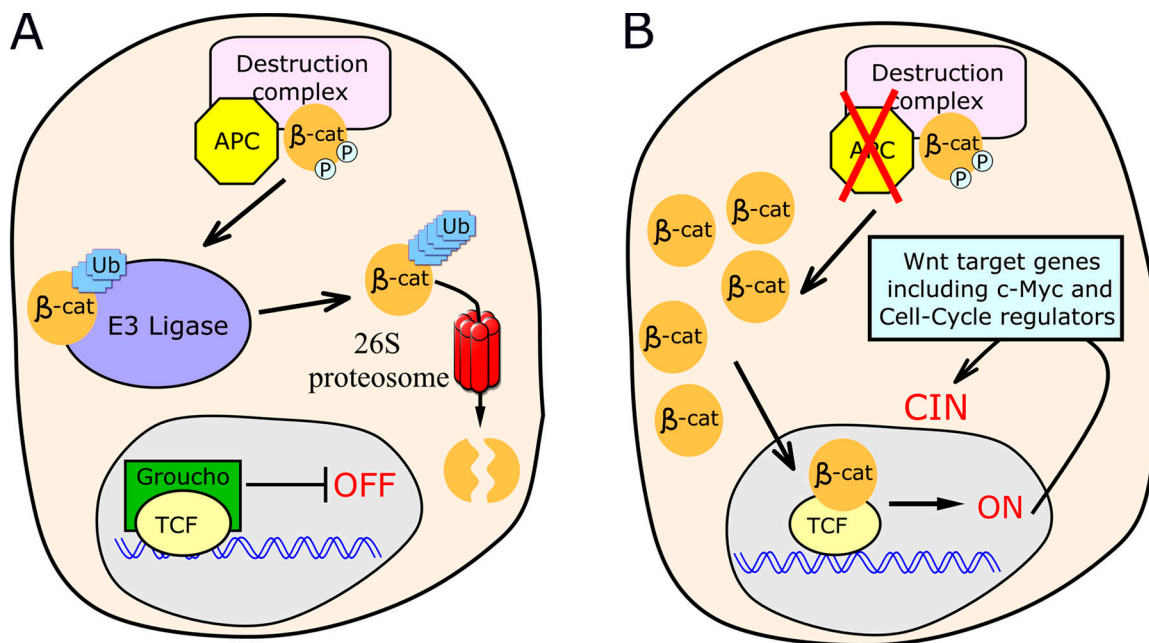 A
Destruction
complex
APC
β-cat
P
P
Ub
β-cat
E3 Ligase
Ub
β-cat
26S
proteosome
Groucho
TCF
OFF
B
Destruction
complex
APC
β-cat
P
P
β-cat
β-cat
β-cat
β-cat
β-cat
Wnt target genes
including c-Myc and
Cell-Cycle regulators
CIN
β-cat
TCF
ON